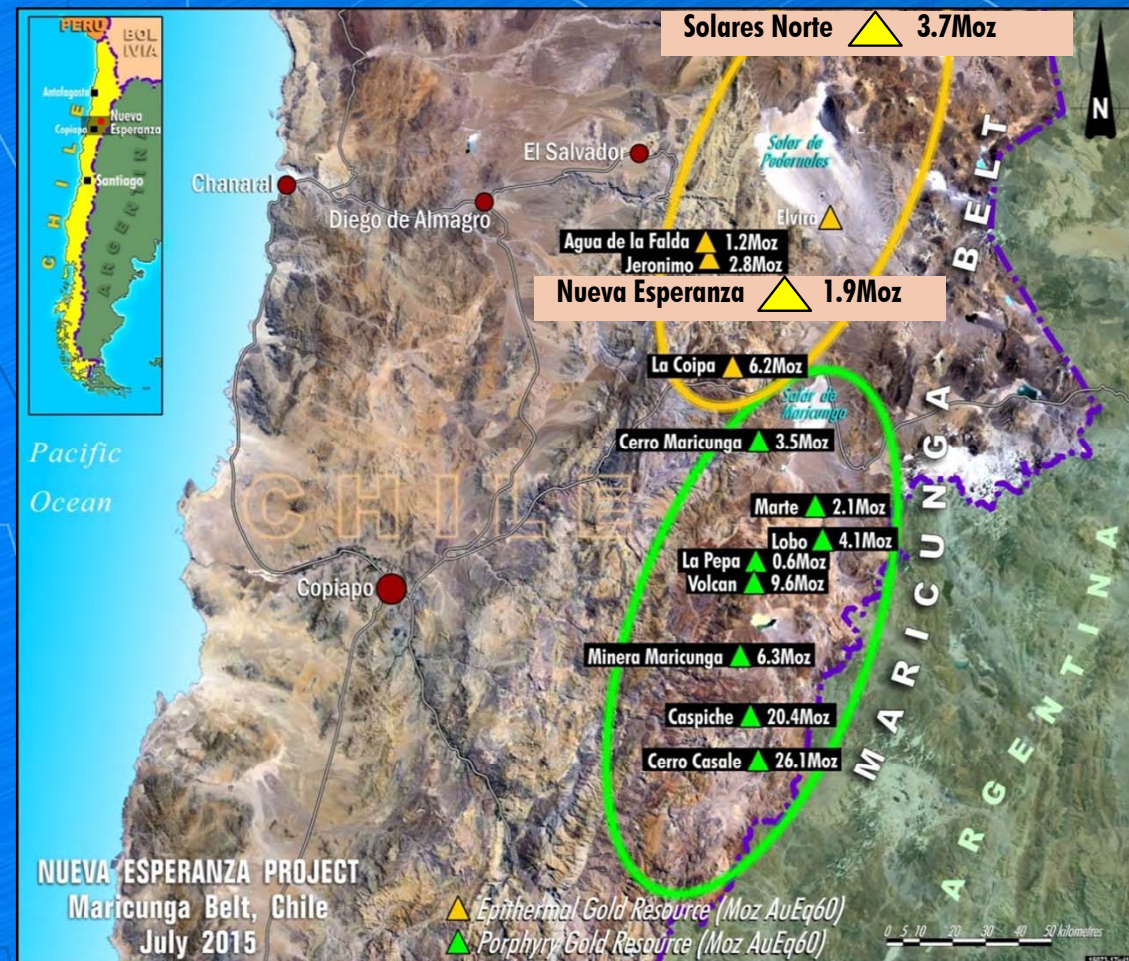 Solares Norte 3.7Moz
PERU
BOL
IVIA
Antofagasta
Nueva
Esperanza
Copiapo
Santiago
CHILE
ARGENTINA
N
Salar de
Pedernales
El Salvador
Chanaral
Diego de Almagro
Elvira
Agua de la Falda 1.2Moz
Jeronimo 2.8Moz
Nueva Esperanza 1.9Moz
La Coipa 6.2Moz
Salar de
Maricunga
Cerro Maricunga 3.5Moz
Pacific
Ocean
CHILE
Marte 2.1Moz
Lobo 4.1Moz
La Pepa 0.6Moz
Volcan 9.6Moz
Copiapo
Minera Maricunga 6.3Moz
Caspiche 20.4Moz
Cerro Casale 26.1Moz
MARICUNGA BELT
ARGENTINA
NUEVA ESPERANZA PROJECT
Maricunga Belt, Chile
July 2015
Epithermal Gold Resource (Moz AuEq60)
Porphyry Gold Resource (Moz AuEq60)
0 5 10 20 30 40 50 kilometres